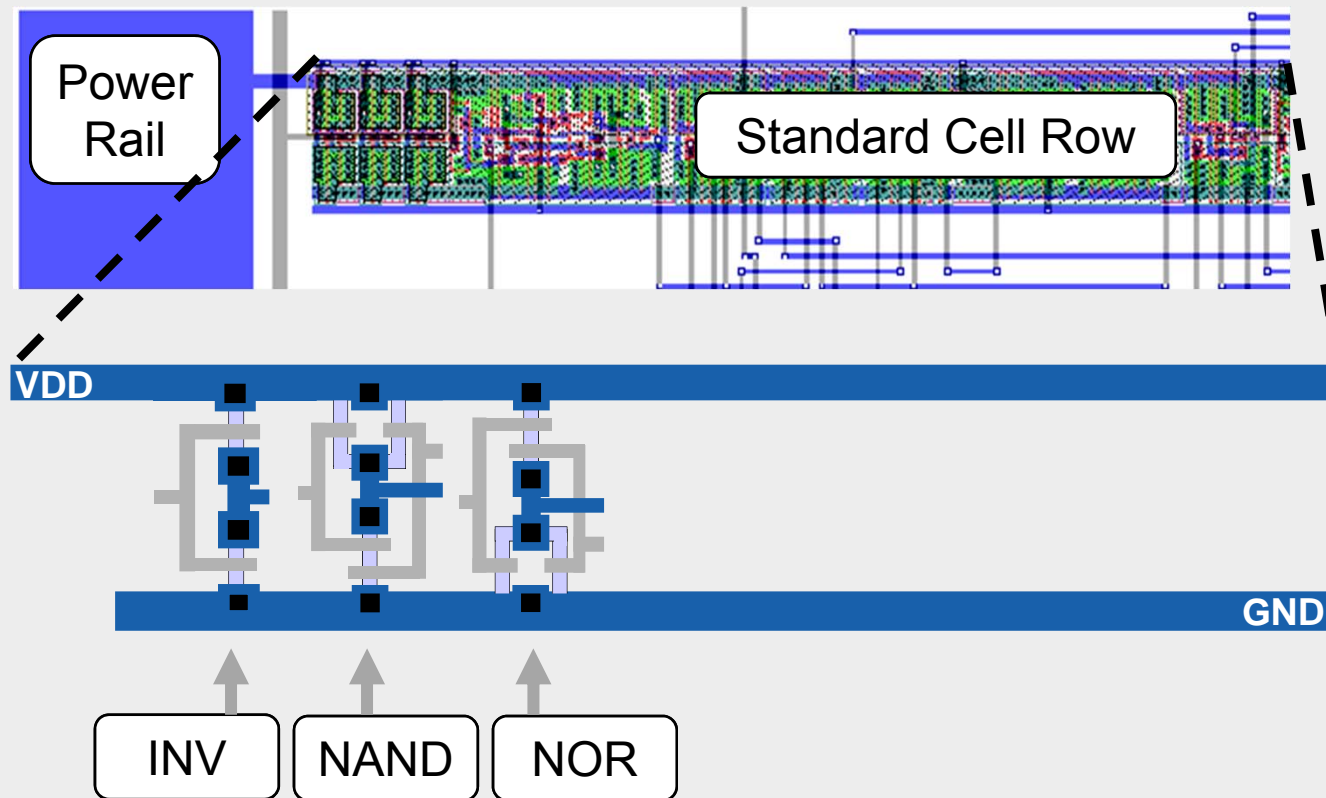 Power
Rail
Standard Cell Row
VDD
GND
INV
NAND
NOR